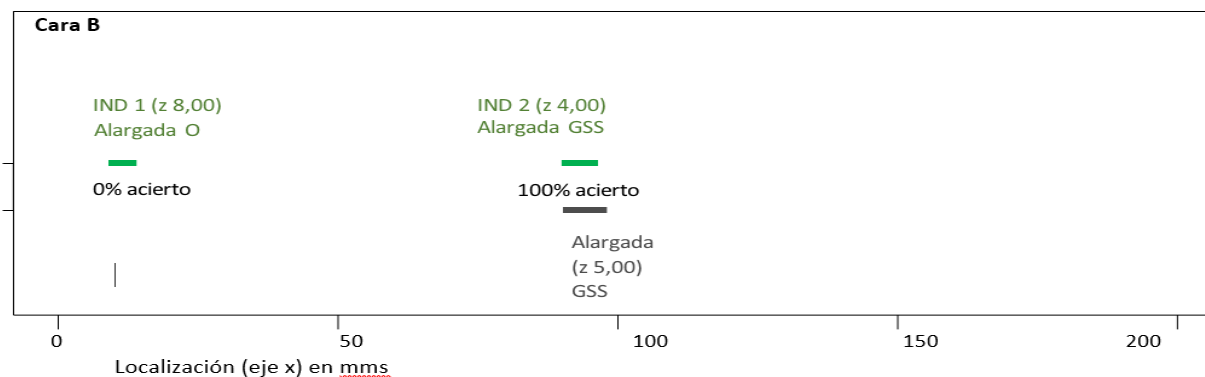 Cara B
IND 1 (z 8,00)
Alargada O
IND 2 (z 4,00)
Alargada GSS
0% acierto
100% acierto
Alargada
(z 5,00)
GSS
0
50
100
150
200
Localización (eje x) en mms